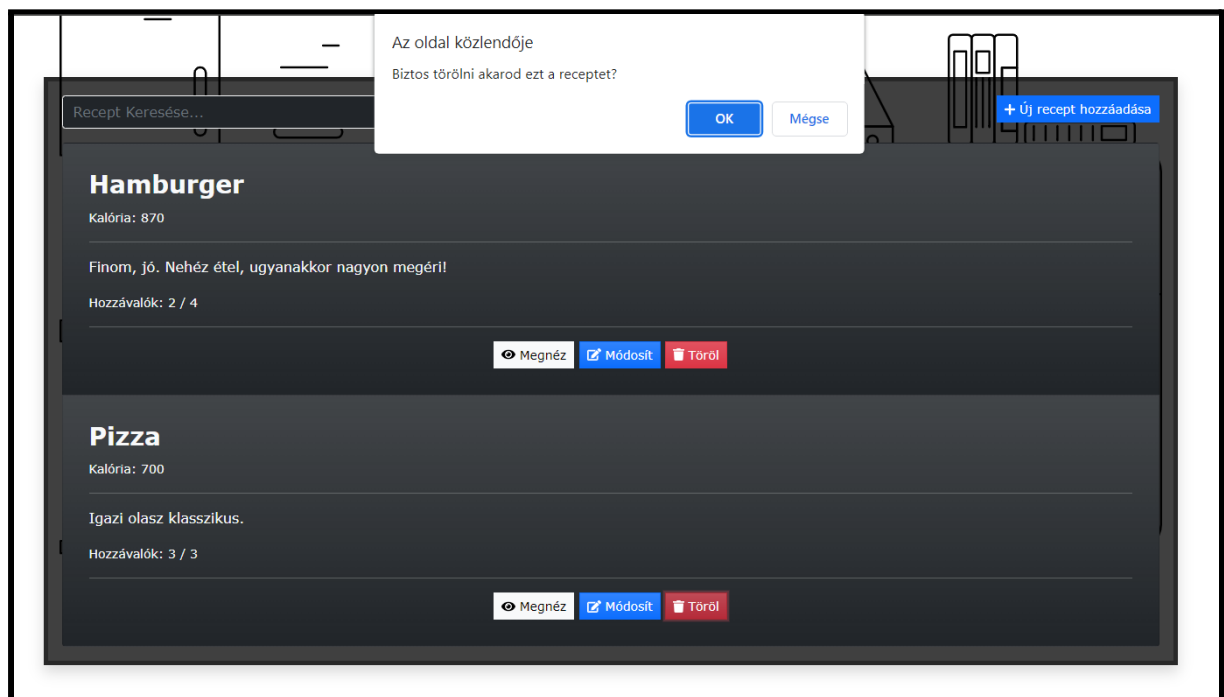 Az oldal közlendője
Biztos törölni akarod ezt a receptet?
OK
Mégse
Recept Keresése...
+ Új recept hozzáadása
Hamburger
Kalória: 870
Finom, jó. Nehéz étel, ugyanakkor nagyon megéri!
Hozzávalók: 2 / 4
Megnéz
Módosít
Töröl
Pizza
Kalória: 700
Igazi olasz klasszikus.
Hozzávalók: 3 / 3
Megnéz
Módosít
Töröl